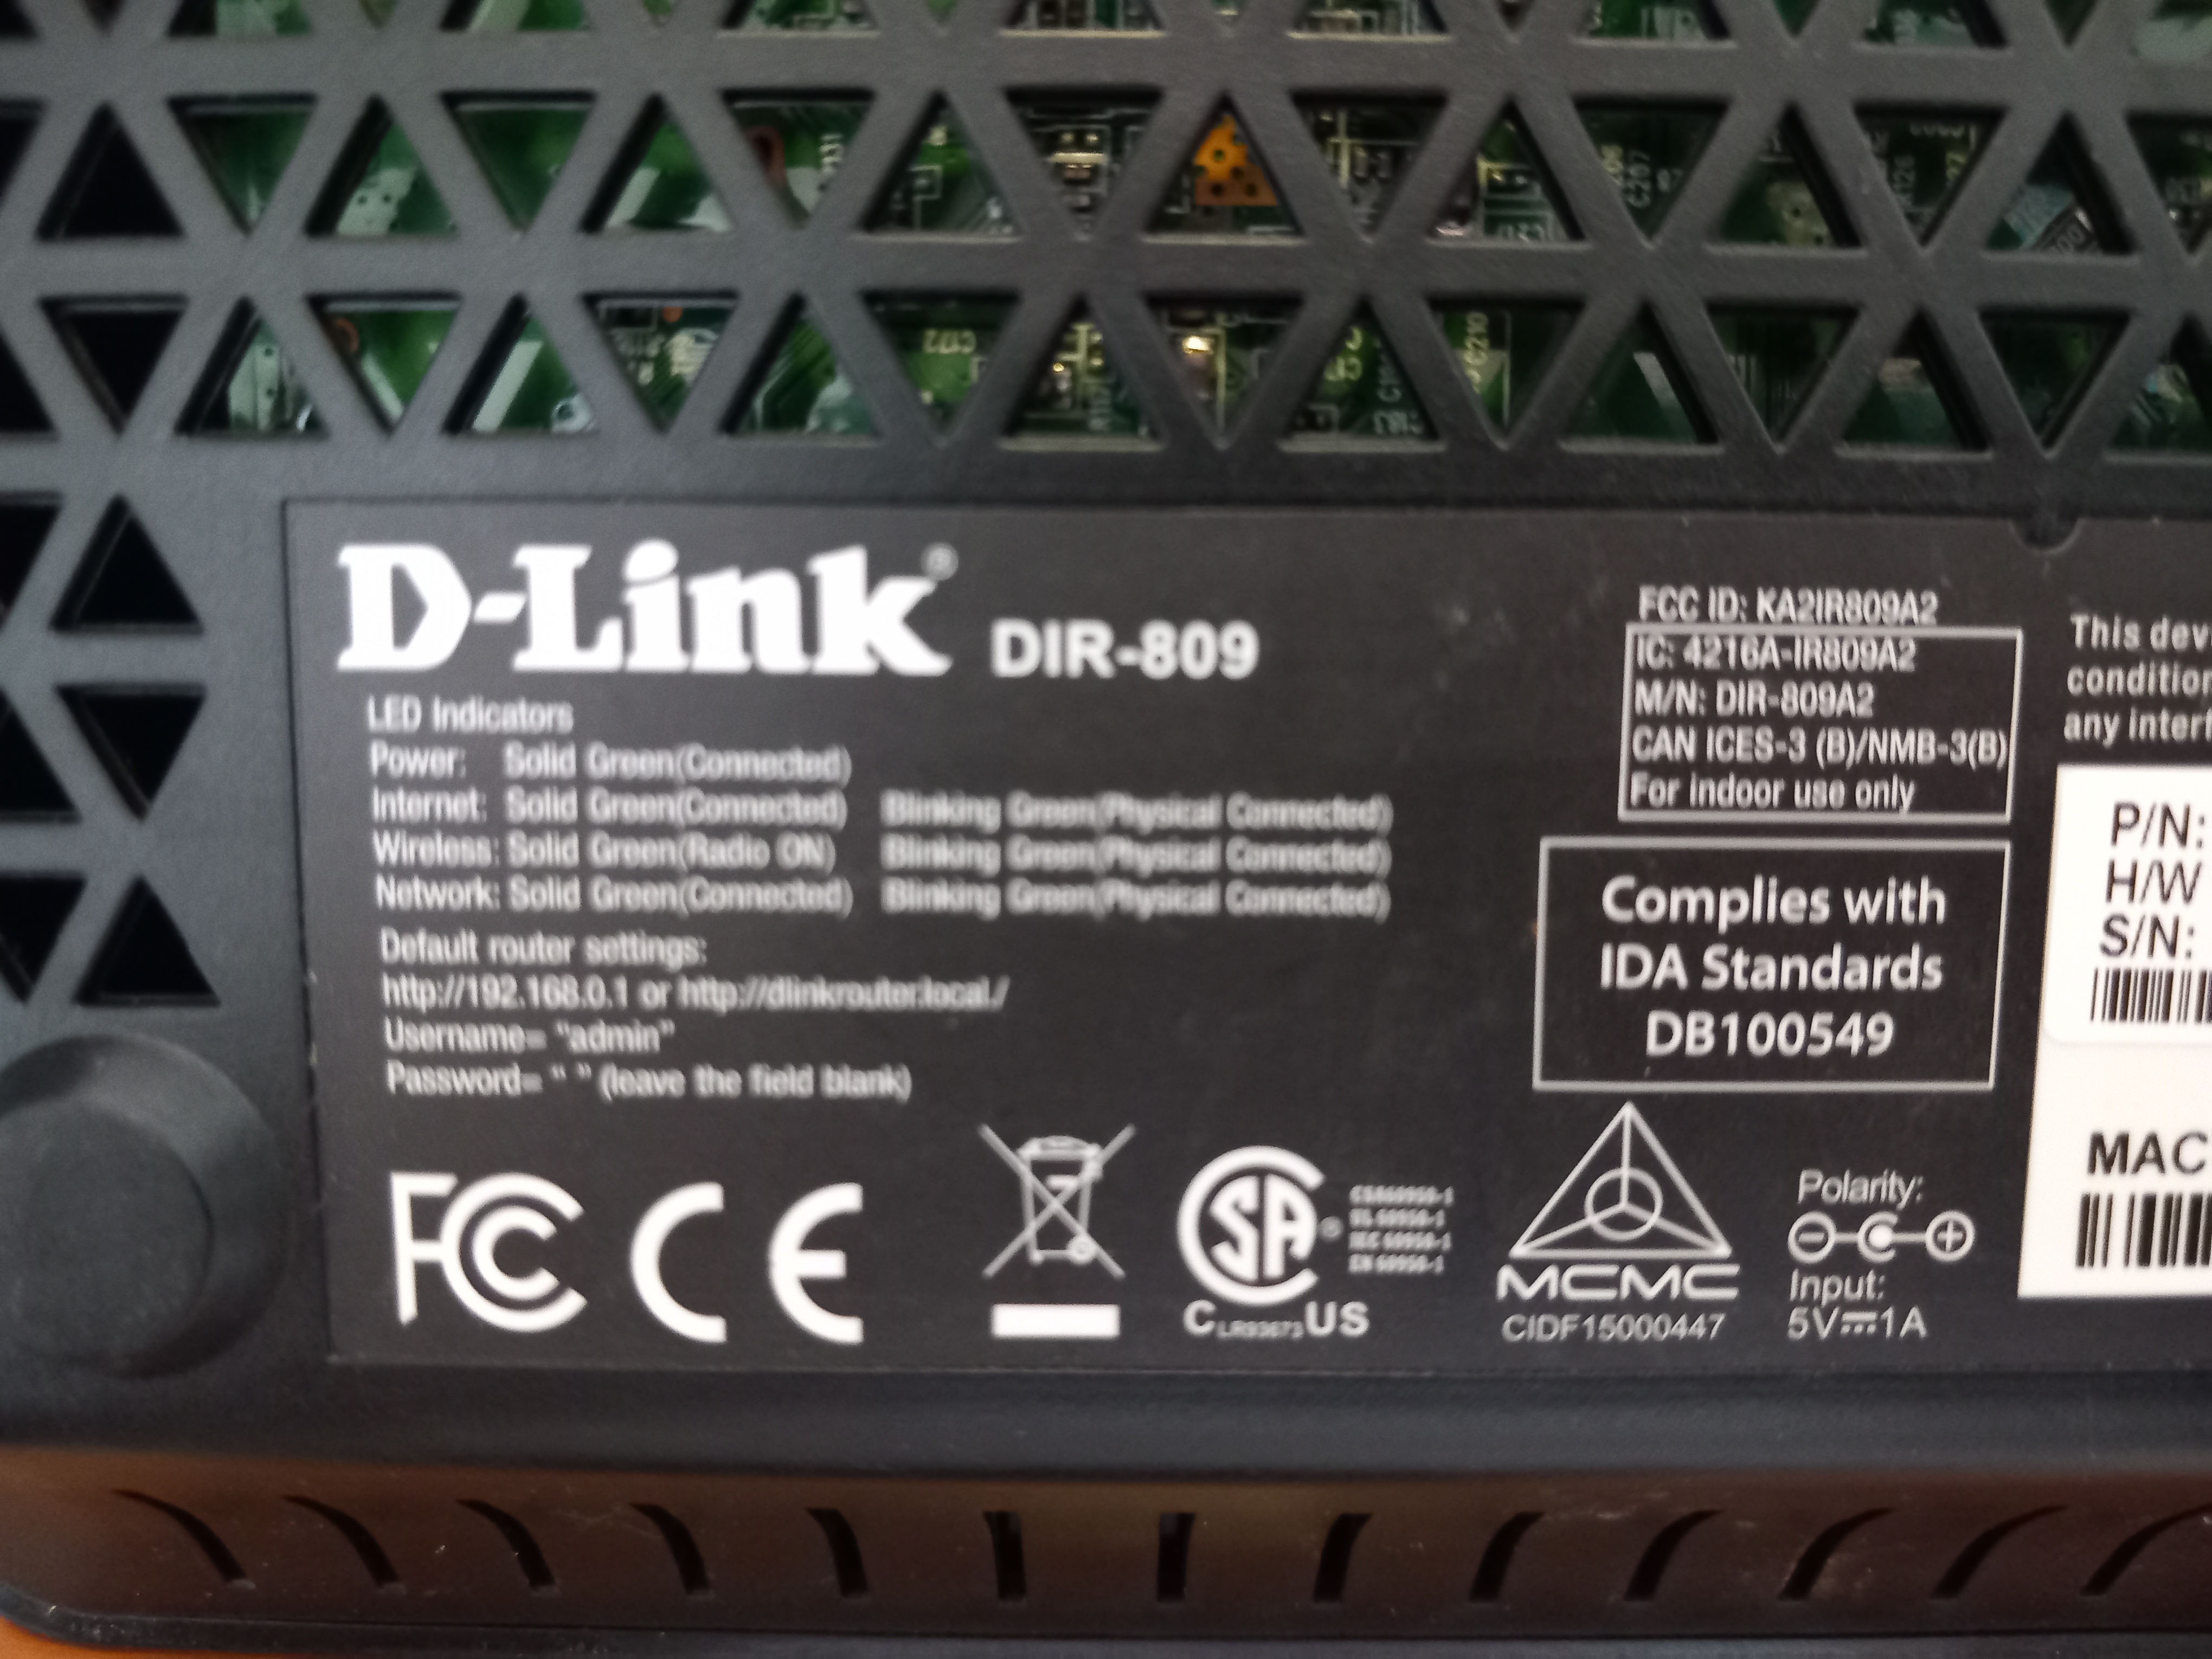 D-Link® DIR-809
LED Indicators
Power: Solid Green(Connected)
Internet: Solid Green(Connected) Blinking Green(Physical Connected)
Wireless: Solid Green(Radio ON) Blinking Green(Physical Connected)
Network: Solid Green(Connected) Blinking Green(Physical Connected)
Default router settings:
http://192.168.0.1 or http://dlinkrouter.local./
Username= "admin"
Password= " " (leave the field blank)
FC CE
SA
C US
FCC ID: KA2IR809A2
IC: 4216A-IR809A2
M/N: DIR-809A2
CAN ICES-3 (B)/NMB-3(B)
For indoor use only
Complies with
IDA Standards
DB100549
MCMC
CIDF15000447
Polarity:
Input:
5V⎓1A
This
any
P/N:
H/W
S/N:
MAC
C172
C210
C207